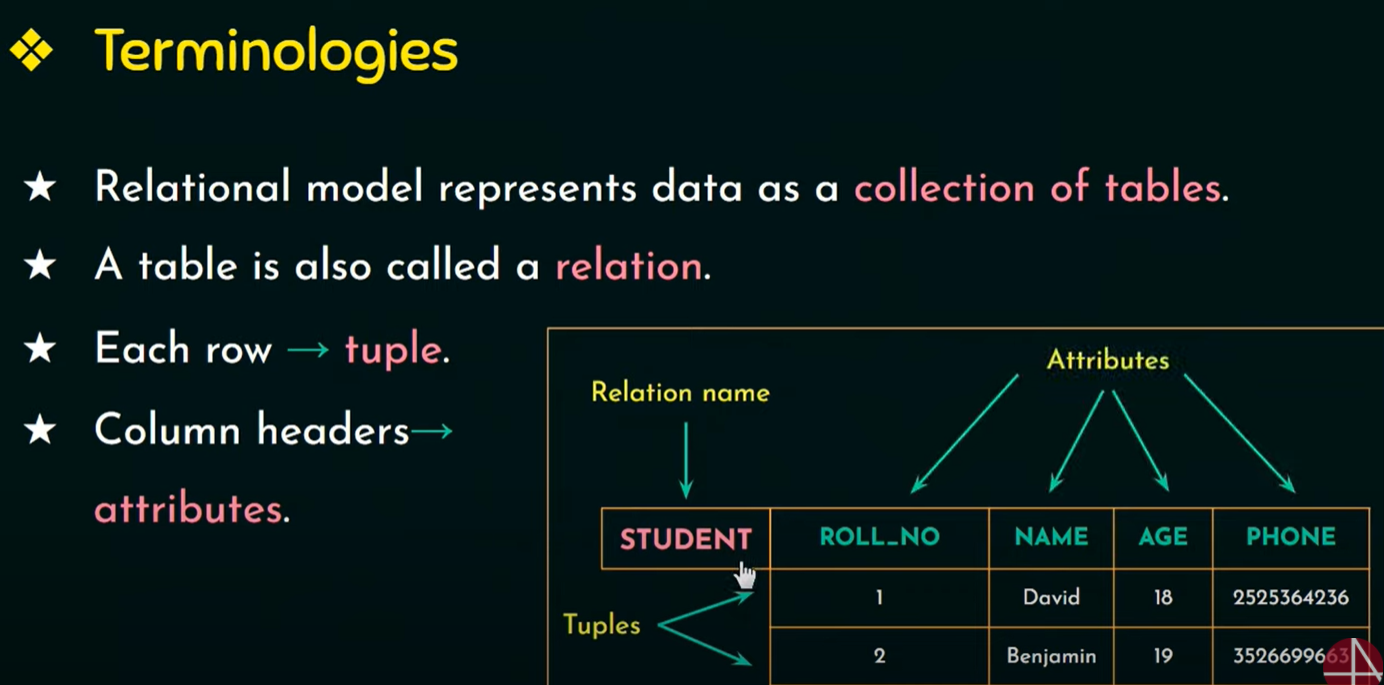 Terminologies
Relational model represents data as a collection of tables.
A table is also called a relation.
Each row → tuple.
Column headers→
attributes.
Relation name
Attributes
STUDENT ROLL_NO NAME AGE PHONE
Tuples
1 David 18 2525364236
2 Benjamin 19